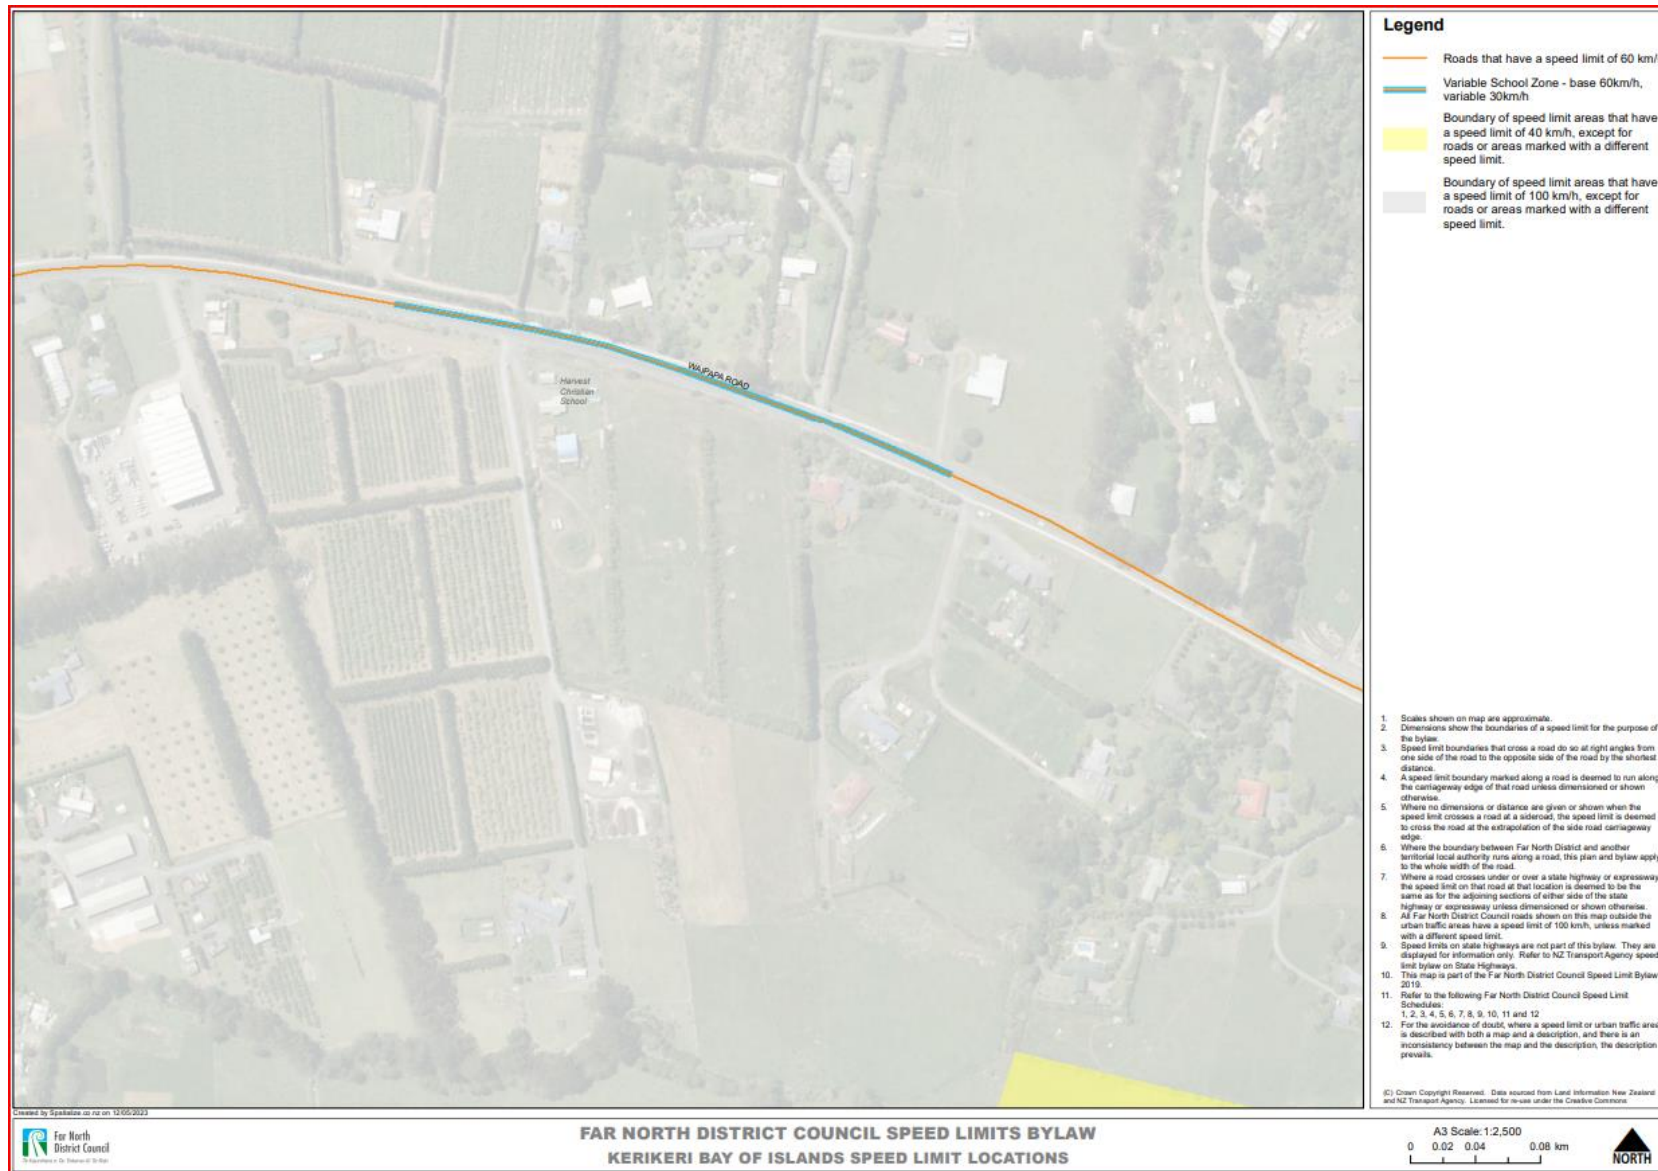 Legend
Roads that have a speed limit of 60 km/
Variable School Zone - base 60km/h,
variable 30km/h
Boundary of speed limit areas that have
a speed limit of 40 km/h, except for
roads or areas marked with a different
speed limit.
Boundary of speed limit areas that have
a speed limit of 100 km/h, except for
roads or areas marked with a different
speed limit.
WAIPAPA ROAD
Harvest
Christian
School
1. Scales shown on map are approximate.
2. Dimensions show the boundaries of a speed limit for the purpose of
the bylaw.
3. Speed limit boundaries that cross a road do so at right angles from
one side of the road to the opposite side of the road by the shortest
distance.
4. A speed limit boundary marked along a road is deemed to run along
the carriageway edge of that road unless dimensioned or shown
otherwise.
5. Where no dimensions or distance are given or shown when the
speed limit crosses a road at a sideroad, the speed limit is deemed
to cross the road at the extrapolation of the side road carriageway
edge.
6. Where the boundary between Far North District and another
territorial local authority runs along a road, this plan and bylaw apply
to the whole width of the road.
7. Where a road crosses under or over a state highway or expressway
the speed limit on that road at that location is deemed to be the
same as for the adjoining sections of either side of the state
highway or expressway unless dimensioned or shown otherwise.
8. All Far North District Council roads shown on this map outside the
urban traffic areas have a speed limit of 100 km/h, unless marked
with a different speed limit.
9. Speed limits on state highways are not part of this bylaw. They are
displayed for information only. Refer to NZ Transport Agency speed
limit bylaw on State Highways.
10. This map is part of the Far North District Council Speed Limit Bylaw
2019.
11. Refer to the following Far North District Council Speed Limit
Schedules:
1, 2, 3, 4, 5, 6, 7, 8, 9, 10, 11 and 12
12. For the avoidance of doubt, where a speed limit or urban traffic area
is described with both a map and a description, and there is an
inconsistency between the map and the description, the description
prevails.
(C) Crown Copyright Reserved. Data sourced from Land Information New Zealand
and NZ Transport Agency. Licensed for re-use under the Creative Commons
Created by Spatialize.co.nz on 12/05/2023
Far North
District Council
FAR NORTH DISTRICT COUNCIL SPEED LIMITS BYLAW
KERIKERI BAY OF ISLANDS SPEED LIMIT LOCATIONS
A3 Scale: 1:2,500
0 0.02 0.04 0.08 km
NORTH